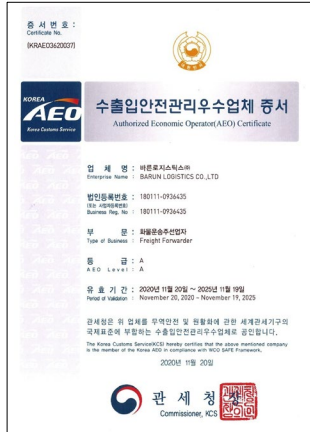 증 서 번 호 :
Certificate No.
(KRAEO3620037)
KOREA
AEO
Korea Customs Service
수출입안전관리우수업체 증서
Authorized Economic Operator(AEO) Certificate
업 체 명 : 바른로지스틱스㈜
Enterprise Name : BARUN LOGISTICS CO.,LTD
법인등록번호 : 180111-0936435
(또는 사업자등록번호)
Business Reg. No : 180111-0936435
부 문 : 화물운송주선업자
Type of Business : Freight Forwarder
등 급 : A
AEO Level : A
유 효 기 간 : 2020년 11월 20일 ~ 2025년 11월 19일
Period of Validation : November 20, 2020 - November 19, 2025
관세청은 위 업체를 무역안전 및 원활화에 관한 세계관세기구의
국제표준에 부합하는 수출입안전관리우수업체로 공인합니다.
The Korea Customs Service(KCS) hereby certifies that the above mentioned company
is the member of the Korea AEO in compliance with WCO SAFE Framework.
2020년 11월 20일
관 세 청 장
Commissioner, KCS